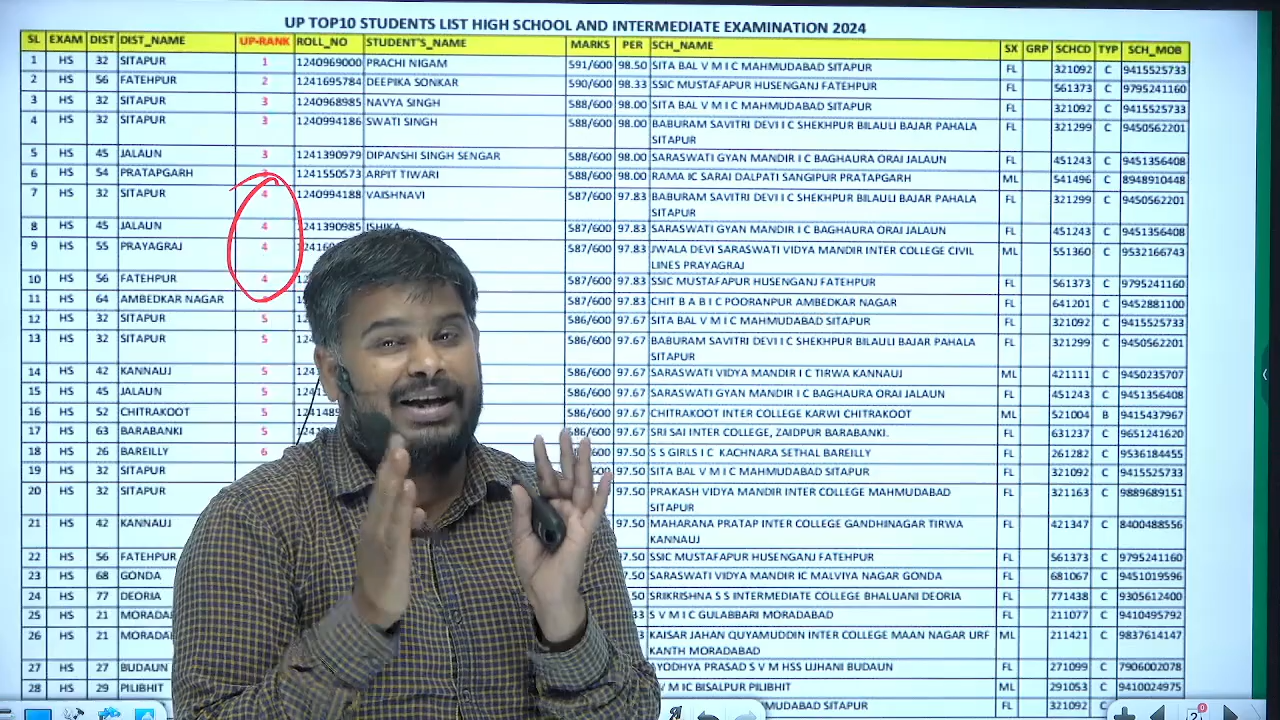 UP TOP10 STUDENTS LIST HIGH SCHOOL AND INTERMEDIATE EXAMINATION 2024
SL EXAM DIST DIST_NAME UP-RANK ROLL_NO STUDENT'S_NAME MARKS PER SCH_NAME SX GRP SCHCD TYP SCH_MOB
1 HS 32 SITAPUR 1 1240969000 PRACHI NIGAM 591/600 98.50 SITA BAL V M I C MAHMUDABAD SITAPUR FL 321092 C 9415525733
2 HS 56 FATEHPUR 2 1241695784 DEEPIKA SONKAR 590/600 98.33 SSIC MUSTAFAPUR HUSENGANJ FATEHPUR FL 561373 C 9795241160
3 HS 32 SITAPUR 3 1240968985 NAVYA SINGH 588/600 98.00 SITA BAL V M I C MAHMUDABAD SITAPUR FL 321092 C 9415525733
4 HS 32 SITAPUR 3 1240994186 SWATI SINGH 588/600 98.00 BABURAM SAVITRI DEVI I C SHEKHPUR BILAULI BAJAR PAHALA FL 321299 C 9450562201
SITAPUR
5 HS 45 JALAUN 3 1241390979 DIPANSHI SINGH SENGAR 588/600 98.00 SARASWATI GYAN MANDIR I C BAGHAURA ORAI JALAUN FL 451243 C 9451356408
6 HS 54 PRATAPGARH 1241550573 ARPIT TIWARI 588/600 98.00 RAMA IC SARAI DALPATI SANGIPUR PRATAPGARH ML 541496 C 8948910448
7 HS 32 SITAPUR 4 1240994188 VAISHNAVI 587/600 97.83 BABURAM SAVITRI DEVI I C SHEKHPUR BILAULI BAJAR PAHALA FL 321299 C 9450562201
SITAPUR
8 HS 45 JALAUN 4 1241390985 ISHIKA 587/600 97.83 SARASWATI GYAN MANDIR I C BAGHAURA ORAI JALAUN FL 451243 C 9451356408
9 HS 55 PRAYAGRAJ 4 587/600 97.83 JWALA DEVI SARASWATI VIDYA MANDIR INTER COLLEGE CIVIL ML 551360 C 9532166743
LINES PRAYAGRAJ
10 HS 56 FATEHPUR 4 587/600 97.83 SSIC MUSTAFAPUR HUSENGANJ FATEHPUR FL 561373 C 9795241160
11 HS 64 AMBEDKAR NAGAR 587/600 97.83 CHIT B A B I C POORANPUR AMBEDKAR NAGAR FL 641201 C 9452881100
12 HS 32 SITAPUR 5 586/600 97.67 SITA BAL V M I C MAHMUDABAD SITAPUR FL 321092 C 9415525733
13 HS 32 SITAPUR 5 586/600 97.67 BABURAM SAVITRI DEVI I C SHEKHPUR BILAULI BAJAR PAHALA FL 321299 C 9450562201
SITAPUR
14 HS 42 KANNAUJ 5 586/600 97.67 SARASWATI VIDYA MANDIR I C TIRWA KANNAUJ ML 421111 C 9450235707
15 HS 45 JALAUN 5 586/600 97.67 SARASWATI GYAN MANDIR I C BAGHAURA ORAI JALAUN FL 451243 C 9451356408
16 HS 52 CHITRAKOOT 5 586/600 97.67 CHITRAKOOT INTER COLLEGE KARWI CHITRAKOOT ML 521004 B 9415437967
17 HS 63 BARABANKI 5 97.67 SRI SAI INTER COLLEGE, ZAIDPUR BARABANKI. FL 631237 C 9651241620
18 HS 26 BAREILLY 6 97.50 S S GIRLS I C KACHNARA SETHAL BAREILLY FL 261282 C 9536184455
19 HS 32 SITAPUR 97.50 SITA BAL V M I C MAHMUDABAD SITAPUR FL 321092 C 9415525733
20 HS 32 SITAPUR 97.50 PRAKASH VIDYA MANDIR INTER COLLEGE MAHMUDABAD FL 321163 C 9889689151
SITAPUR
21 HS 42 KANNAUJ 97.50 MAHARANA PRATAP INTER COLLEGE GANDHINAGAR TIRWA FL 421347 C 8400488556
KANNAUJ
22 HS 56 FATEHPUR SSIC MUSTAFAPUR HUSENGANJ FATEHPUR FL 561373 C 9795241160
23 HS 68 GONDA SARASWATI VIDYA MANDIR IC MALVIYA NAGAR GONDA FL 681067 C 9451019596
24 HS 77 DEORIA SRIKRISHNA S S INTERMEDIATE COLLEGE BHALUANI DEORIA FL 771438 C 9305612400
25 HS 21 S V M I C GULABBARI MORADABAD FL 211077 C 9410495792
26 HS 21 KAISAR JAHAN QUYAMUDDIN INTER COLLEGE MAAN NAGAR URF ML 211421 C 9837614147
KANTH MORADABAD
27 HS 27 BUDAUN PRASAD S V M HSS UJHANI BUDAUN FL 271099 C 7906002078
28 HS 29 PILIBHIT V M IC BISALPUR PILIBHIT ML 291053 C 9410024975
MAHMUDABAD SITAPUR FL 321092 C